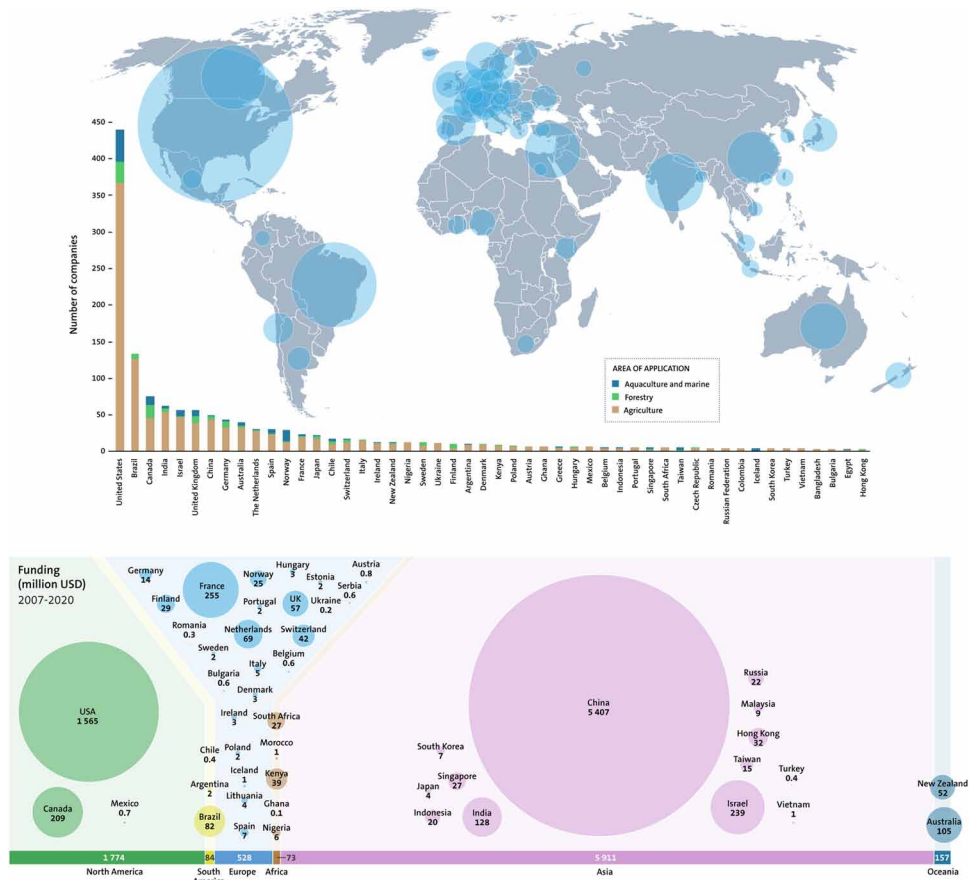 450
400
350
300
250
200
150
100
50
0
Number of companies
AREA OF APPLICATION
Aquaculture and marine
Forestry
Agriculture
United States
Brazil
Canada
India
Israel
United Kingdom
China
Germany
Australia
The Netherlands
Spain
Norway
France
Japan
Chile
Switzerland
Italy
Ireland
New Zealand
Nigeria
Ukraine
Sweden
Finland
Argentina
Denmark
Kenya
Poland
Austria
Ghana
Greece
Hungary
Mexico
Belgium
Indonesia
Portugal
Singapore
South Africa
Taiwan
Czech Republic
Romania
Russian Federation
Colombia
Iceland
South Korea
Turkey
Vietnam
Bangladesh
Bulgaria
Egypt
Hong Kong
Funding
(million USD)
2007-2020
USA
1 565
Canada
209
Mexico
0.7
Germany
14
France
255
Norway
25
Hungary
3
Estonia
2
Austria
0.8
Serbia
0.6
Finland
29
Portugal
2
UK
57
Ukraine
0.2
Romania
0.3
Netherlands
69
Switzerland
42
Sweden
2
Italy
5
Belgium
0.6
Bulgaria
0.6
Denmark
3
Ireland
3
South Africa
27
Chile
0.4
Poland
2
Morocco
1
Iceland
1
Kenya
39
Argentina
2
Lithuania
4
Ghana
0.1
Brazil
82
Spain
7
Nigeria
6
China
5 407
South Korea
7
Singapore
27
Japan
4
Indonesia
20
India
128
Russia
22
Malaysia
9
Hong Kong
32
Taiwan
15
Turkey
0.4
Israel
239
Vietnam
1
New Zealand
52
Australia
105
1 774
84
528
73
5 911
157
North America
South
Europe
Africa
Asia
Oceania